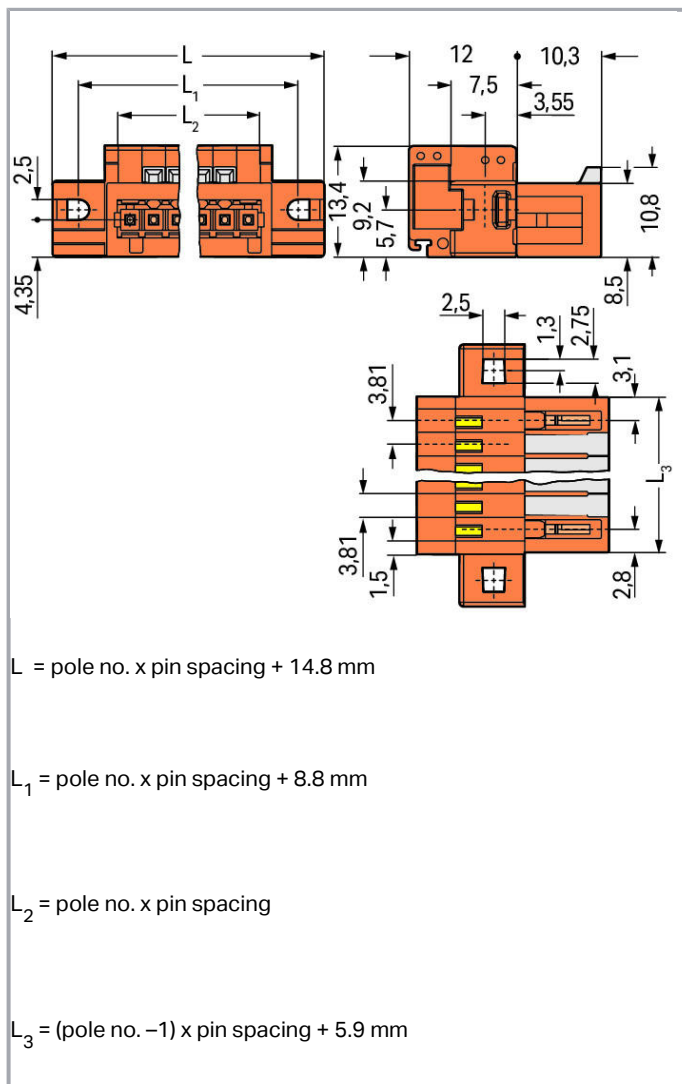 L
L1
L2
2,5
4,35
12
10,3
7,5
3,55
13,4
9,2
5,7
10,8
8,5
2,5
1,3
2,75
3,1
3,81
L3
3,81
1,5
2,8
L = pole no. x pin spacing + 14.8 mm
L1 = pole no. x pin spacing + 8.8 mm
L2 = pole no. x pin spacing
L3 = (pole no. –1) x pin spacing + 5.9 mm